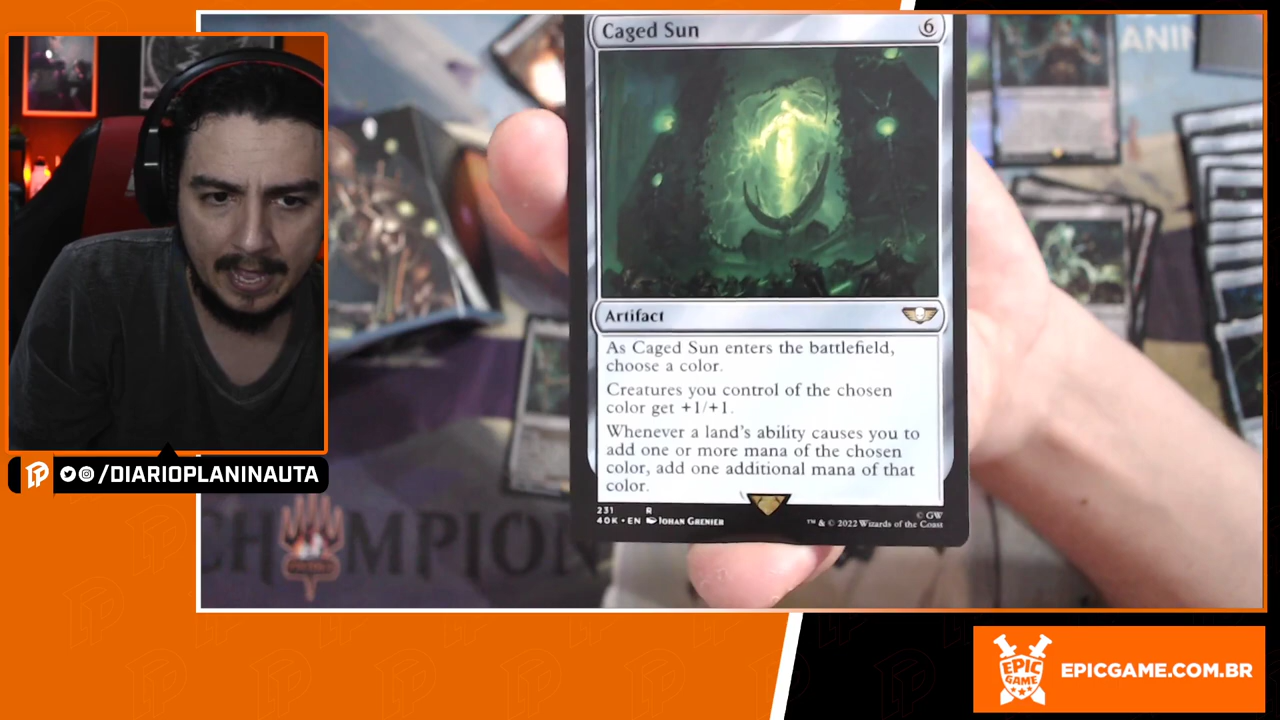 Caged Sun 6
Artifact
As Caged Sun enters the battlefield,
choose a color.
Creatures you control of the chosen
color get +1/+1.
Whenever a land's ability causes you to
add one or more mana of the chosen
color, add one additional mana of that
color.
231 R
40K • EN Johan Grenier
© GW
™ & © 2022 Wizards of the Coast
/DIARIOPLANINAUTA
CHAMPION
ANIN
EPIC
GAME
EPICGAME.COM.BR